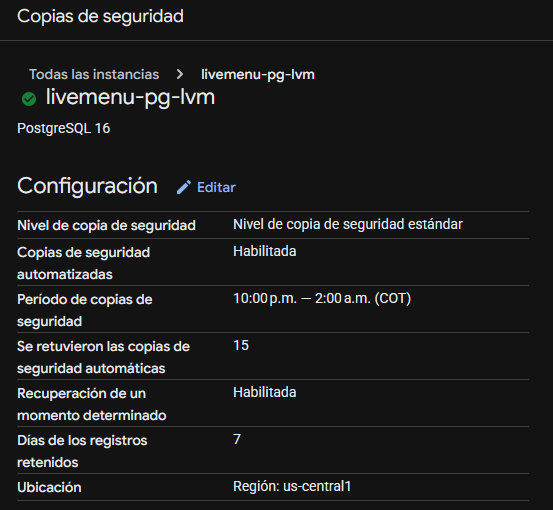 Copias de seguridad
Todas las instancias > livemenu-pg-lvm
livemenu-pg-lvm
PostgreSQL 16
Configuración Editar
Nivel de copia de seguridad Nivel de copia de seguridad estándar
Copias de seguridad Habilitada
automatizadas
Período de copias de 10:00 p.m. — 2:00 a.m. (COT)
seguridad
Se retuvieron las copias de 15
seguridad automáticas
Recuperación de un Habilitada
momento determinado
Días de los registros 7
retenidos
Ubicación Región: us-central1